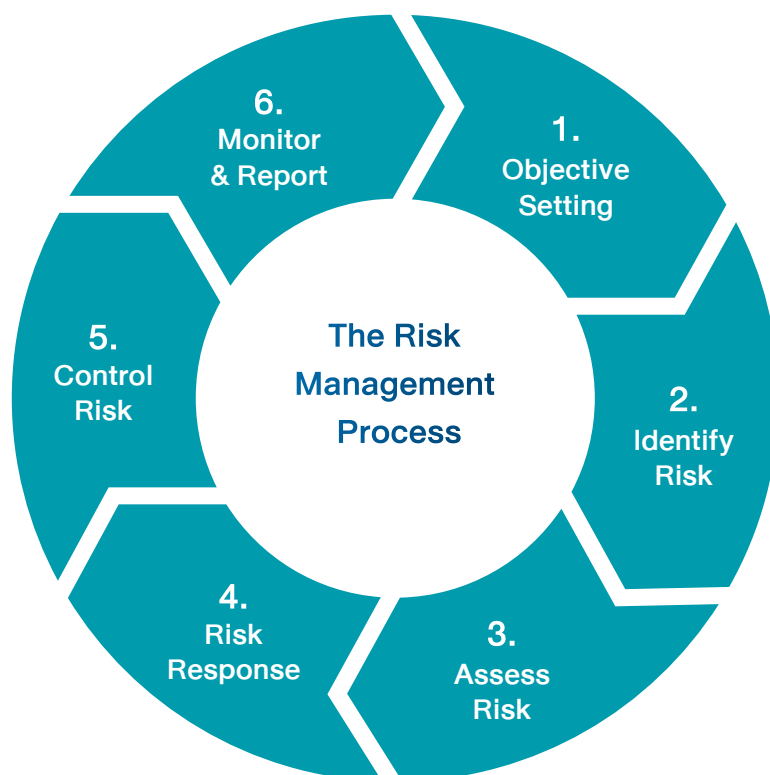 The Risk
Management
Process
1.
Objective
Setting
2.
Identify
Risk
3.
Assess
Risk
4.
Risk
Response
5.
Control
Risk
6.
Monitor
& Report